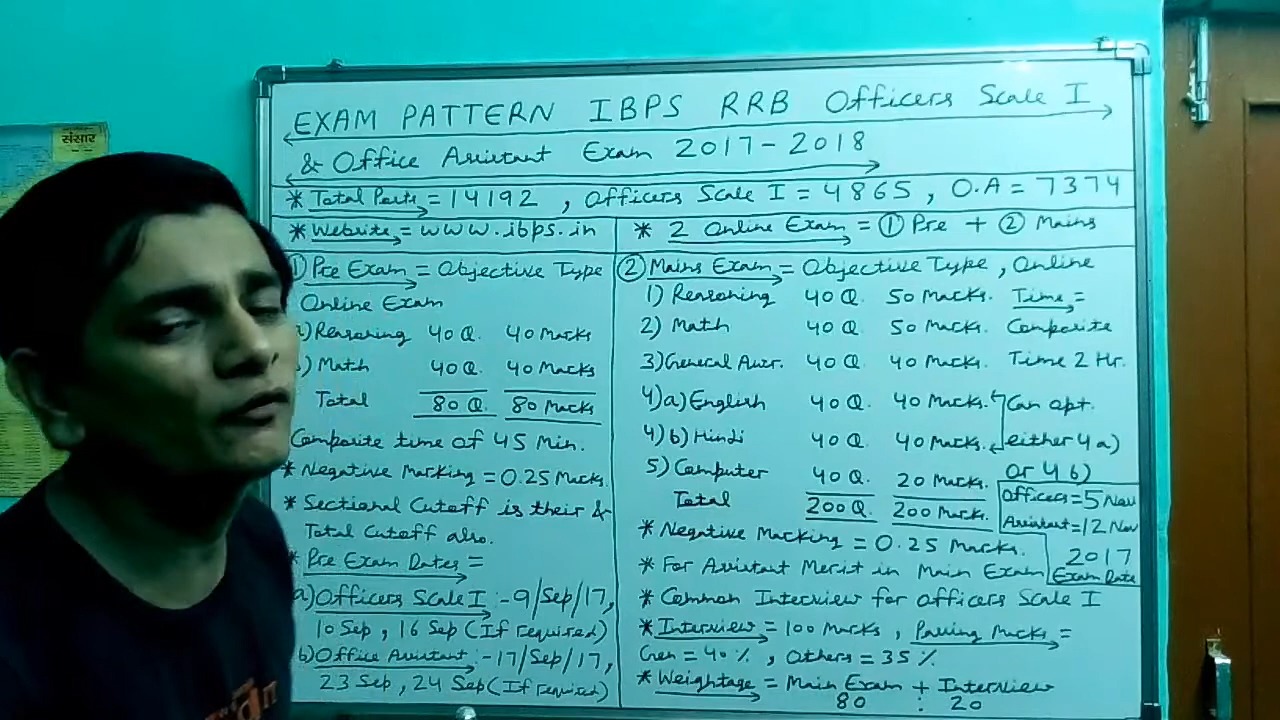 संसार
EXAM PATTERN IBPS RRB Officers Scale I
& Office Assistant Exam 2017-2018
* Total Posts = 14192 , Officers Scale I = 4865 , O.A = 7374
* Website = www.ibps.in
* 2 Online Exam = ① Pre + ② Mains
① Pre Exam = Objective Type
Online Exam
) Reasoning 40 Q. 40 Marks
) Math 40 Q. 40 Marks
Total 80 Q. 80 Marks
Composite time of 45 Min.
* Negative Marking = 0.25 Marks.
* Sectional Cutoff is their &
Total Cutoff also.
* Pre Exam Dates =
a) Officers Scale I :- 9/Sep/17,
10 Sep , 16 Sep (If required)
b) Office Assistant :- 17/Sep/17,
23 Sep , 24 Sep (If required)
② Mains Exam = Objective Type , Online
1) Reasoning 40 Q. 50 Marks. Time =
2) Math 40 Q. 50 Marks. Composite
3) General Awr. 40 Q. 40 Marks. Time 2 Hr.
4) a) English 40 Q. 40 Marks. Can opt.
4) b) Hindi 40 Q. 40 Marks. either 4 a)
5) Computer 40 Q. 20 Marks. or 4 b)
Total 200 Q. 200 Marks.
Officers = 5 Nov
Assistant = 12 Nov
2017
Exam Date
* Negative Marking = 0.25 Marks.
* For Assistant Merit in Main Exam
* Common Interview for Officers Scale I
* Interview = 100 Marks , Passing Marks =
Gen = 40 % , Others = 35 %
* Weightage = Main Exam + Interview
80 : 20